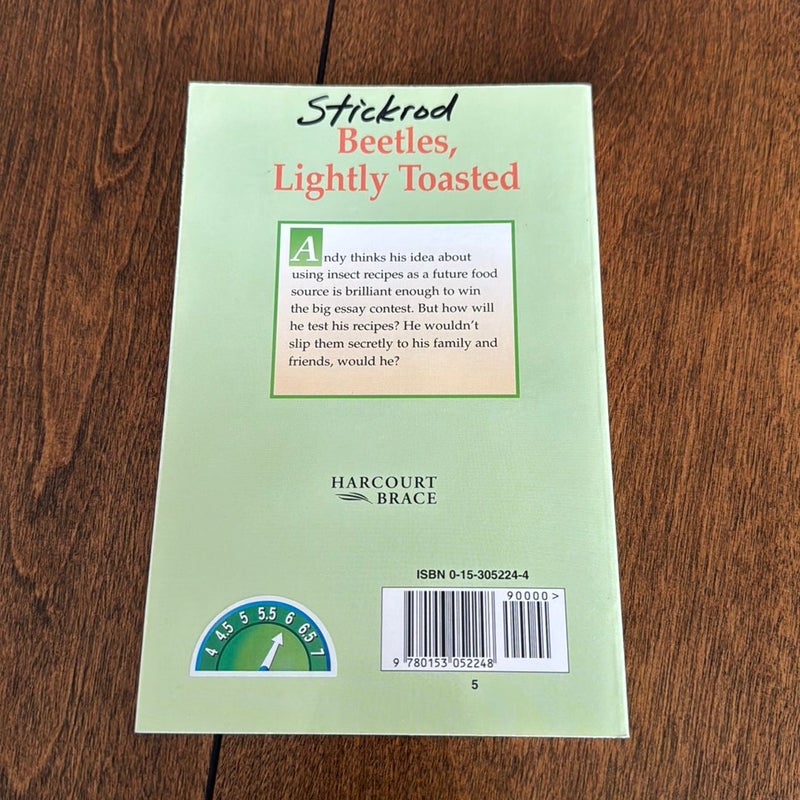 Stickrod
Beetles,
Lightly Toasted
Andy thinks his idea about
using insect recipes as a future food
source is brilliant enough to win
the big essay contest. But how will
he test his recipes? He wouldn't
slip them secretly to his family and
friends, would he?
HARCOURT
BRACE
ISBN 0-15-305224-4
90000>
9 780153 052248
5
4 4.5 5 5.5 6 6.5 7